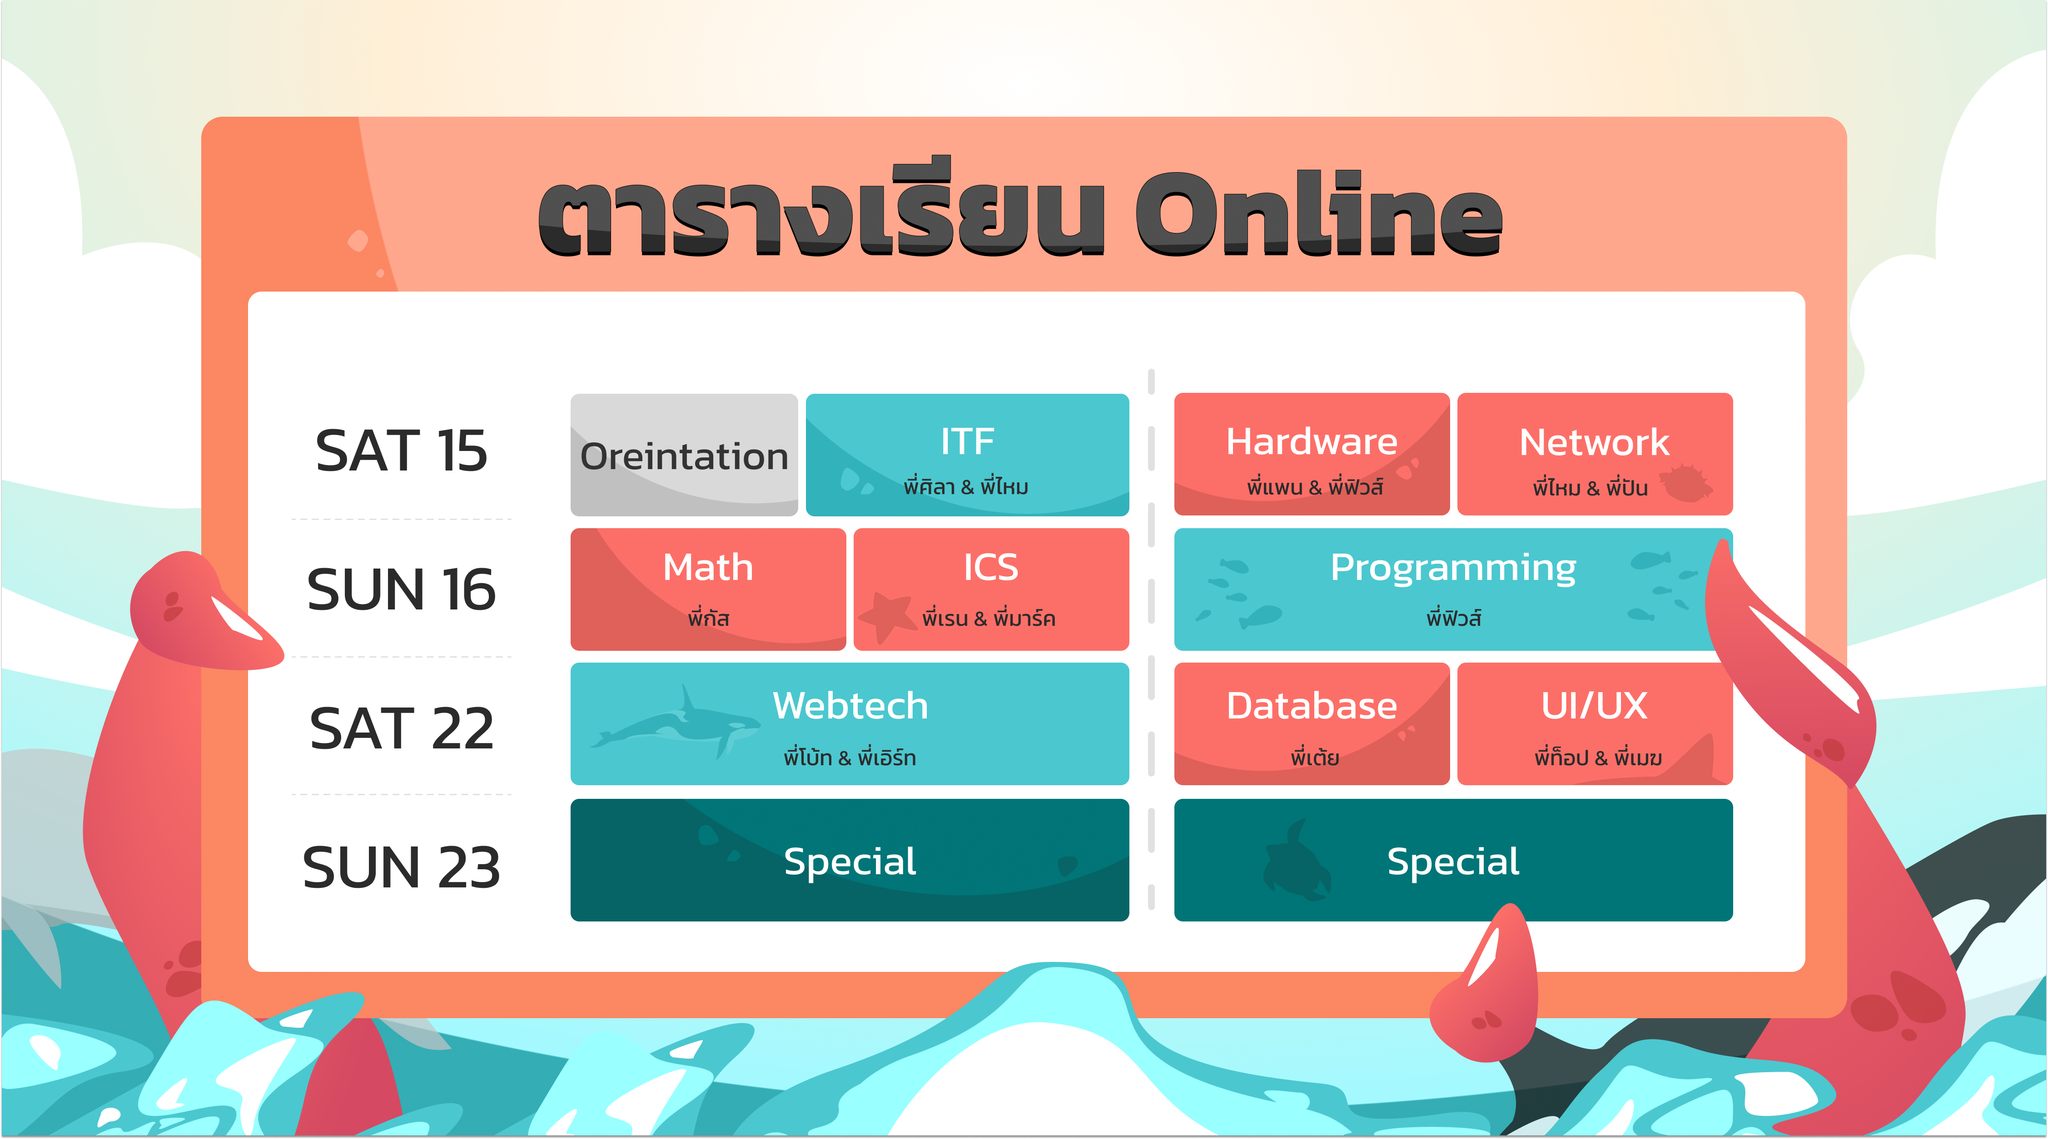 ตารางเรียน Online
SAT 15
Oreintation
ITF
พี่ศิลา & พี่ไหม
Hardware
พี่แพน & พี่ฟิวส์
Network
พี่ไหม & พี่ปัน
SUN 16
Math
พี่กัส
ICS
พี่เรน & พี่มาร์ค
Programming
พี่ฟิวส์
SAT 22
Webtech
พี่โบ้ท & พี่เอิร์ท
Database
พี่เต้ย
UI/UX
พี่ท็อป & พี่เมฆ
SUN 23
Special
Special